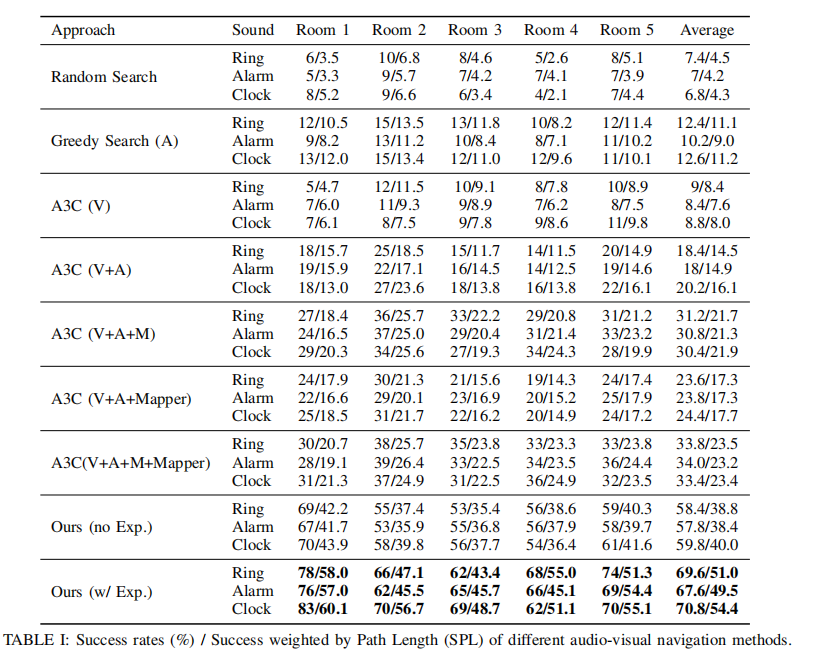 Approach Sound Room 1 Room 2 Room 3 Room 4 Room 5 Average
Ring 6/3.5 10/6.8 8/4.6 5/2.6 8/5.1 7.4/4.5
Random Search Alarm 5/3.3 9/5.7 7/4.2 7/4.1 7/3.9 7/4.2
Clock 8/5.2 9/6.6 6/3.4 4/2.1 7/4.4 6.8/4.3
Ring 12/10.5 15/13.5 13/11.8 10/8.2 12/11.4 12.4/11.1
Greedy Search (A) Alarm 9/8.2 13/11.2 10/8.4 8/7.1 11/10.2 10.2/9.0
Clock 13/12.0 15/13.4 12/11.0 12/9.6 11/10.1 12.6/11.2
Ring 5/4.7 12/11.5 10/9.1 8/7.8 10/8.9 9/8.4
A3C (V) Alarm 7/6.0 11/9.3 9/8.9 7/6.2 8/7.5 8.4/7.6
Clock 7/6.1 8/7.5 9/7.8 9/8.6 11/9.8 8.8/8.0
Ring 18/15.7 25/18.5 15/11.7 14/11.5 20/14.9 18.4/14.5
A3C (V+A) Alarm 19/15.9 22/17.1 16/14.5 14/12.5 19/14.6 18/14.9
Clock 18/13.0 27/23.6 18/13.8 16/13.8 22/16.1 20.2/16.1
Ring 27/18.4 36/25.7 33/22.2 29/20.8 31/21.2 31.2/21.7
A3C (V+A+M) Alarm 24/16.5 37/25.0 29/20.4 31/21.4 33/23.2 30.8/21.3
Clock 29/20.3 34/25.6 27/19.3 34/24.3 28/19.9 30.4/21.9
Ring 24/17.9 30/21.3 21/15.6 19/14.3 24/17.4 23.6/17.3
A3C (V+A+Mapper) Alarm 22/16.6 29/20.1 23/16.9 20/15.2 25/17.9 23.8/17.3
Clock 25/18.5 31/21.7 22/16.2 20/14.9 24/17.2 24.4/17.7
Ring 30/20.7 38/25.7 35/23.8 33/23.3 33/23.8 33.8/23.5
A3C(V+A+M+Mapper) Alarm 28/19.1 39/26.4 33/22.5 34/23.5 36/24.4 34.0/23.2
Clock 31/21.3 37/24.9 31/22.5 36/24.9 32/23.5 33.4/23.4
Ring 69/42.2 55/37.4 53/35.4 56/38.6 59/40.3 58.4/38.8
Ours (no Exp.) Alarm 67/41.7 53/35.9 55/36.8 56/37.9 58/39.7 57.8/38.4
Clock 70/43.9 58/39.8 56/37.7 54/36.4 61/41.6 59.8/40.0
Ring 78/58.0 66/47.1 62/43.4 68/55.0 74/51.3 69.6/51.0
Ours (w/ Exp.) Alarm 76/57.0 62/45.5 65/45.7 66/45.1 69/54.4 67.6/49.5
Clock 83/60.1 70/56.7 69/48.7 62/51.1 70/55.1 70.8/54.4
TABLE I: Success rates (%) / Success weighted by Path Length (SPL) of different audio-visual navigation methods.